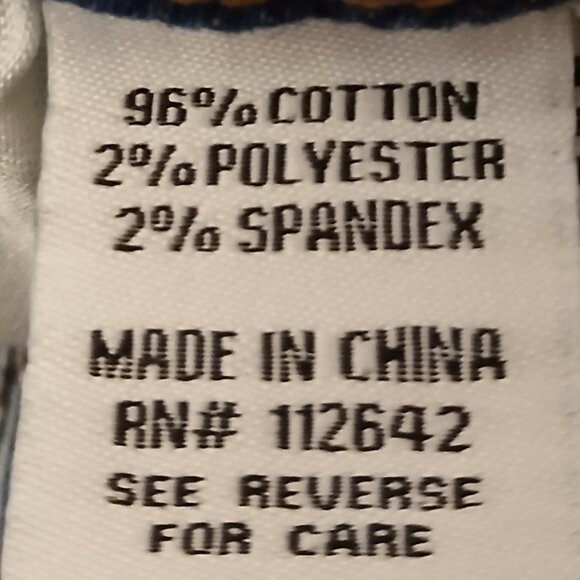 96% COTTON
2% POLYESTER
2% SPANDEX
MADE IN CHINA
RN# 112642
SEE REVERSE
FOR CARE